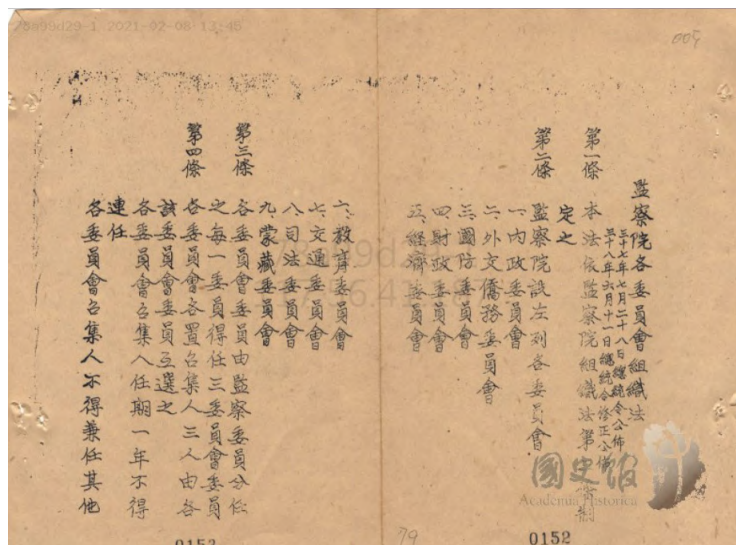 78a99d29-1 2021-02-08 13:45
009
監察院各委員會組織法
三十七年七月二十八日總統令公佈
三十八年六月十一日總統令修正公佈
第一條 本法依監察院組織法第
定之
第二條 監察院設左列各委員會
一、內政委員會
二、外交僑務委員會
三、國防委員會
四、財政委員會
五、經濟委員會
六、教育委員會
七、交通委員會
八、司法委員會
九、蒙藏委員會
第三條 各委員會委員由監察委員分任
之每一委員得任三委員會委員
第四條 各委員會各置召集人三人由各
該委員會委員互選之
各委員會召集人任期一年不得
連任
各委員會召集人不得兼任其他
國史館
Academia Historica
79
0152
0153